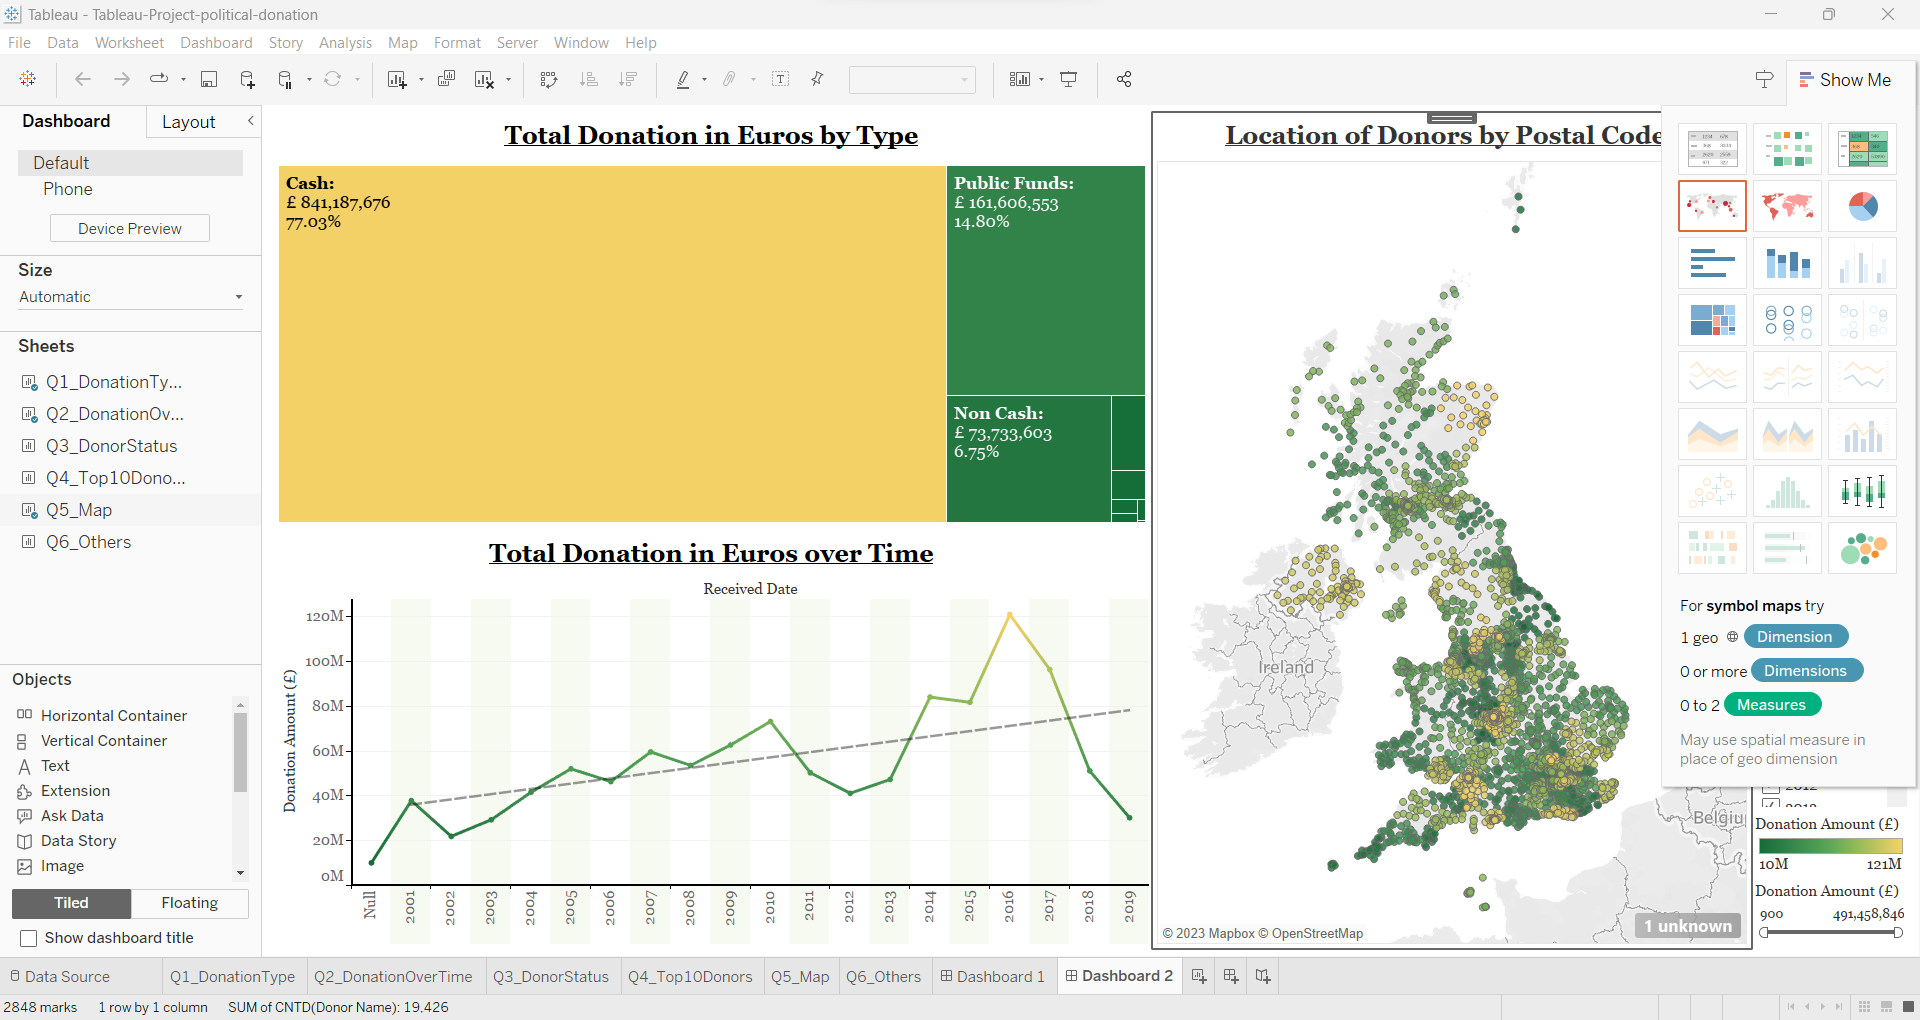 Tableau - Tableau-Project-political-donation
File Data Worksheet Dashboard Story Analysis Map Format Server Window Help
Show Me
Dashboard Layout
Default
Phone
Device Preview
Size
Automatic
Sheets
Q1_DonationTy...
Q2_DonationOv...
Q3_DonorStatus
Q4_Top10Dono...
Q5_Map
Q6_Others
Objects
Horizontal Container
Vertical Container
Text
Extension
Ask Data
Data Story
Image
Tiled Floating
Show dashboard title
Total Donation in Euros by Type
Cash:
£ 841,187,676
77.03%
Public Funds:
£ 161,606,553
14.80%
Non Cash:
£ 73,733,603
6.75%
Total Donation in Euros over Time
Received Date
Donation Amount (£)
120M
100M
80M
60M
40M
20M
0M
Null 2001 2002 2003 2004 2005 2006 2007 2008 2009 2010 2011 2012 2013 2014 2015 2016 2017 2018 2019
Location of Donors by Postal Code
Ireland
Belgiu
© 2023 Mapbox © OpenStreetMap
1 unknown
For symbol maps try
1 geo Dimension
0 or more Dimensions
0 to 2 Measures
May use spatial measure in
place of geo dimension
2012
Donation Amount (£)
10M 121M
Donation Amount (£)
900 491,458,846
Data Source Q1_DonationType Q2_DonationOverTime Q3_DonorStatus Q4_Top10Donors Q5_Map Q6_Others Dashboard 1 Dashboard 2
2848 marks 1 row by 1 column SUM of CNTD(Donor Name): 19,426